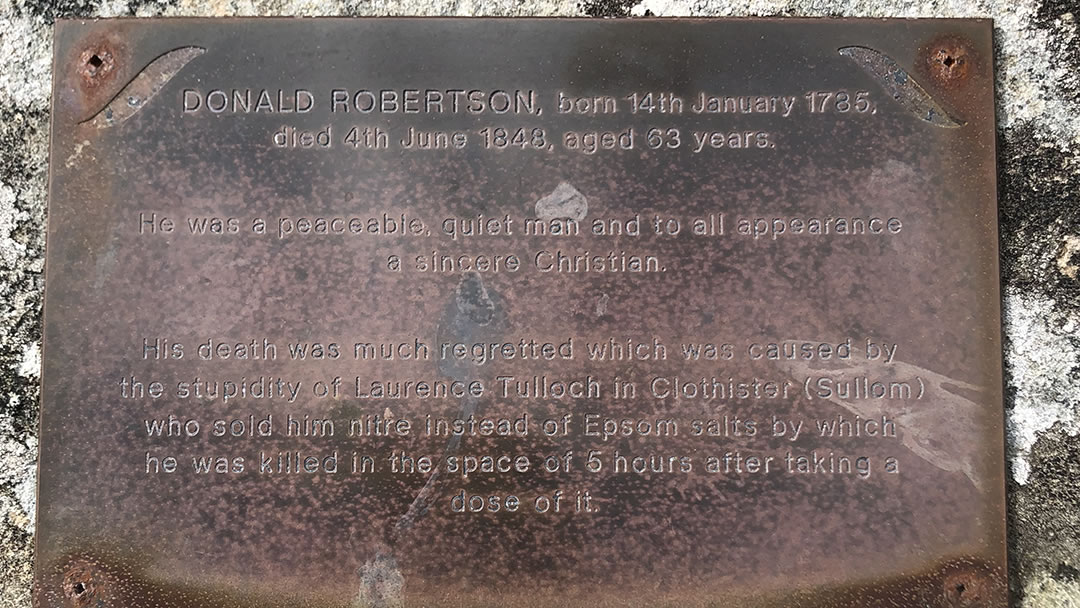 DONALD ROBERTSON, born 14th January 1785,
died 4th June 1848, aged 63 years.
He was a peaceable, quiet man and to all appearance
a sincere Christian.
His death was much regretted which was caused by
the stupidity of Laurence Tulloch in Clothister (Sullom)
who sold him nitre instead of Epsom salts by which
he was killed in the space of 5 hours after taking a
dose of it.